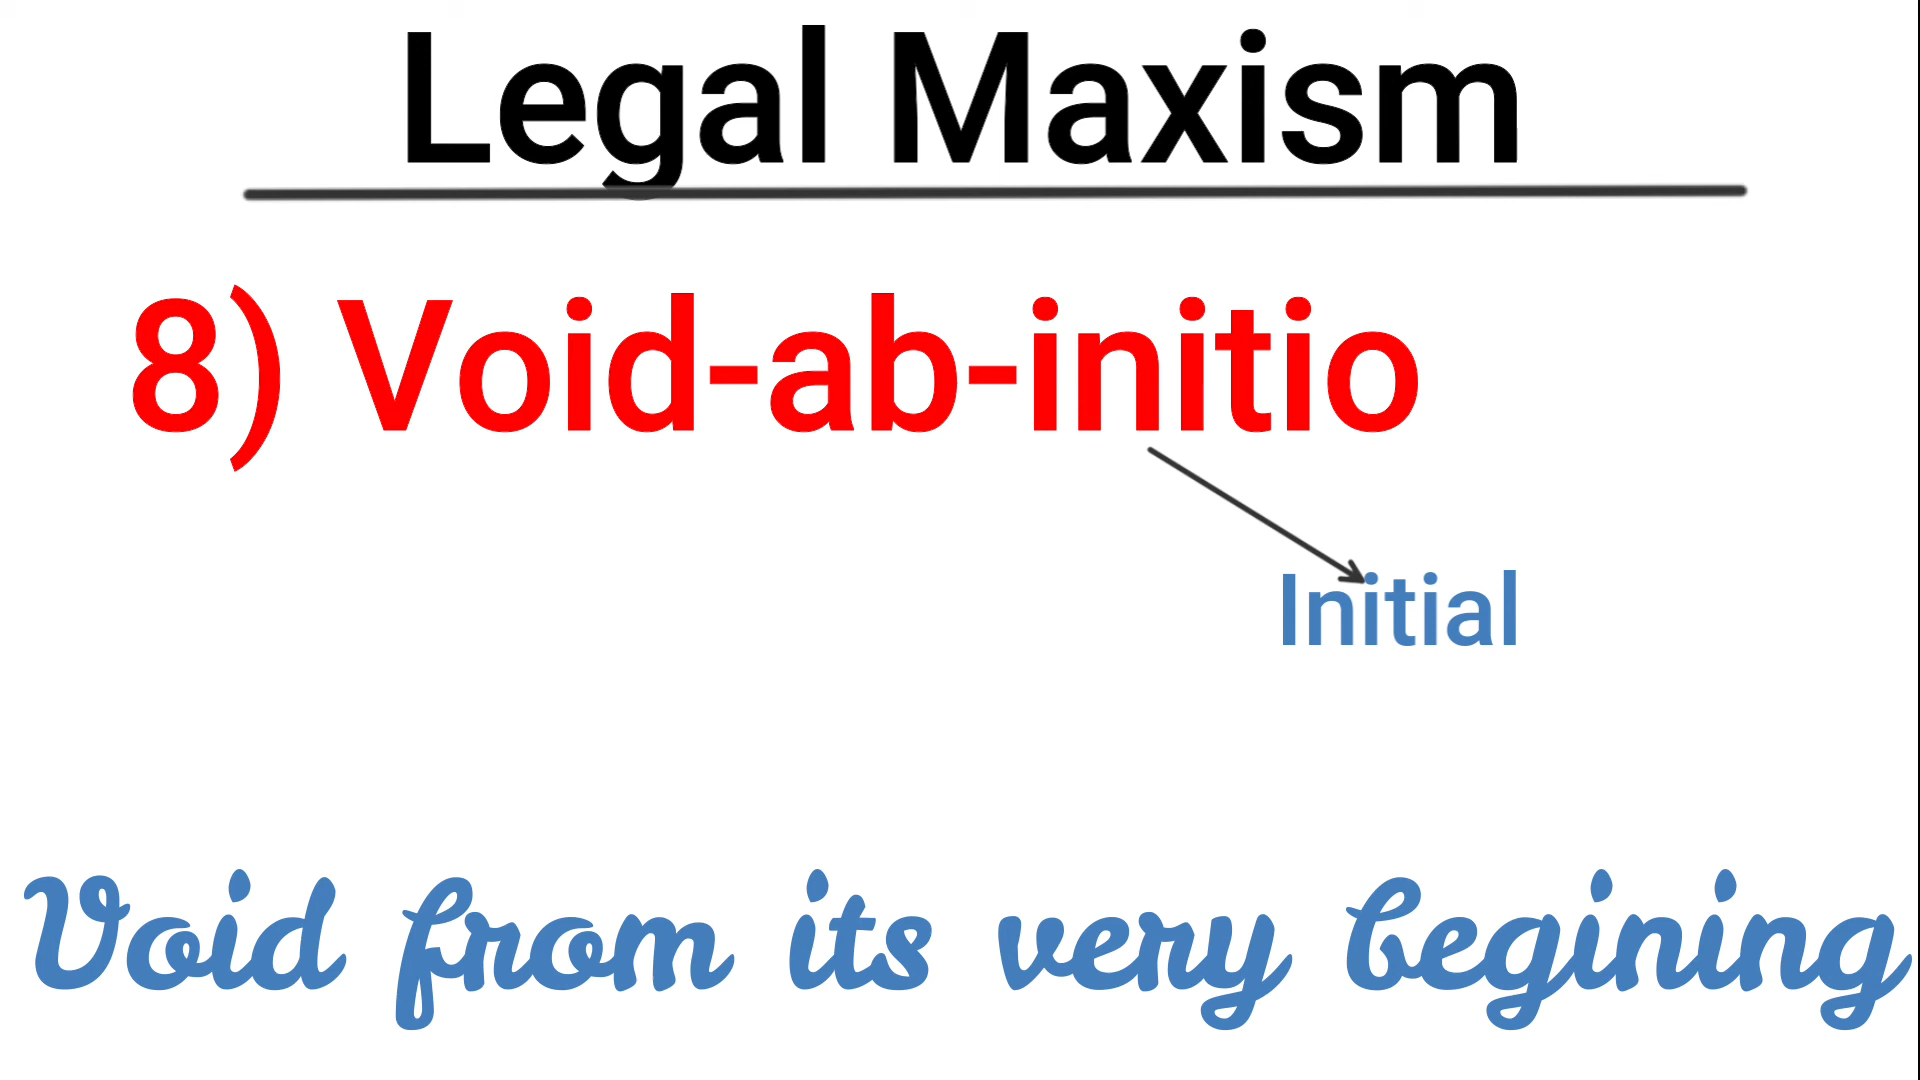 Legal Maxism
8) Void-ab-initio
Initial
Void from its very begining